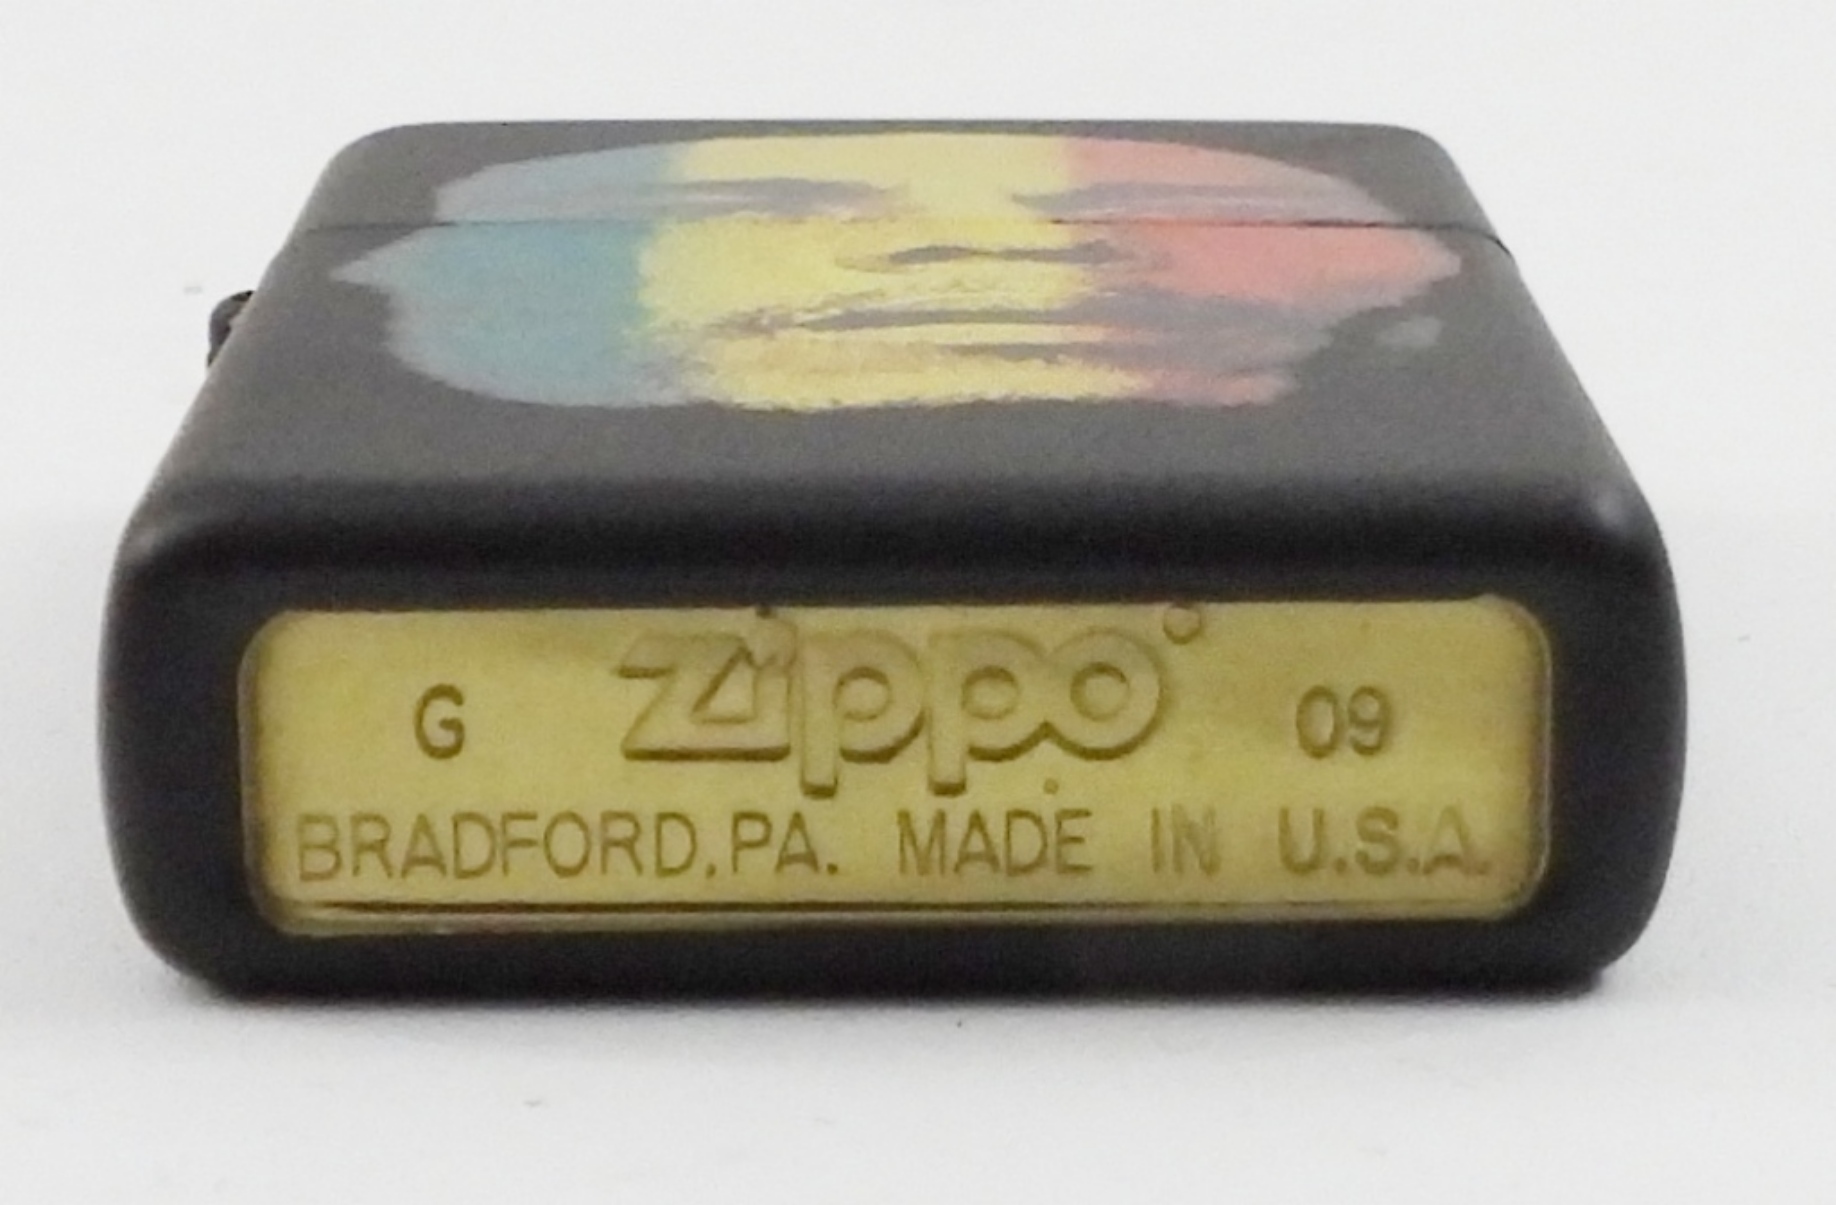 G Zippo 09
BRADFORD, PA. MADE IN U.S.A.